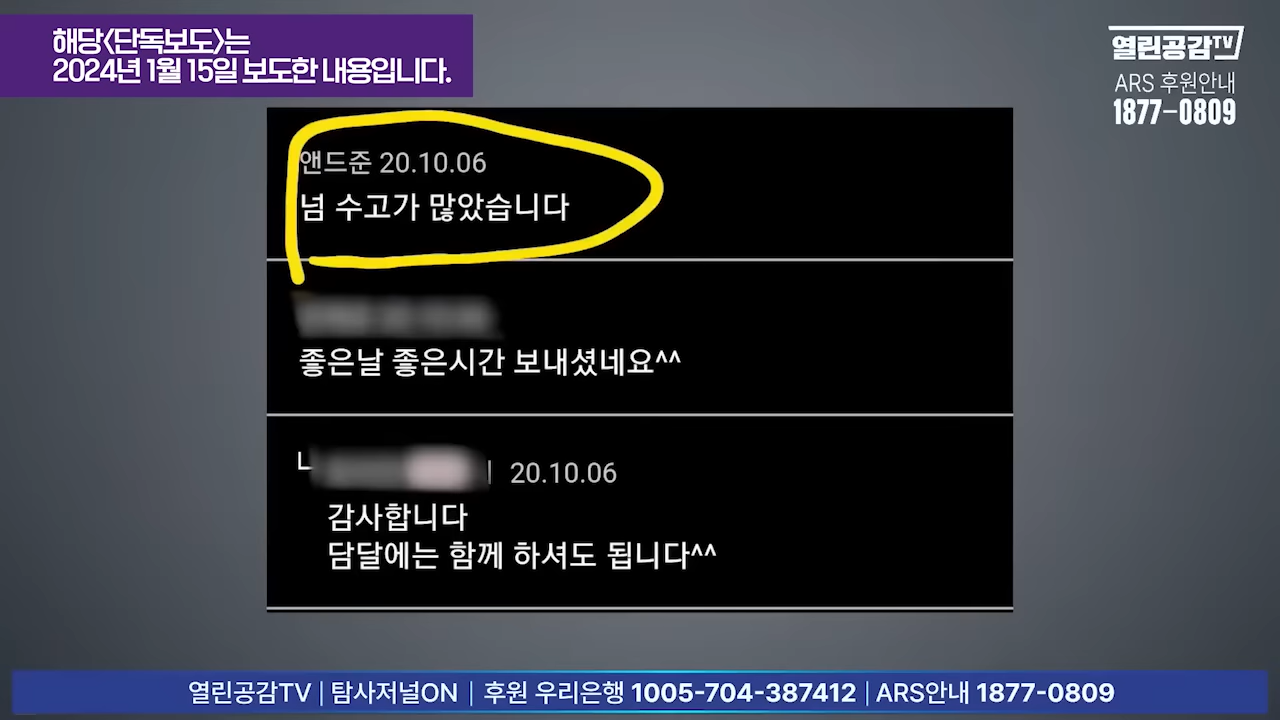 해당<단독보도>는
2024년 1월 15일 보도한 내용입니다.
열린공감TV
ARS 후원안내
1877-0809
앤드준 20.10.06
넘 수고가 많았습니다
좋은날 좋은시간 보내셨네요^^
ㄴ
20.10.06
감사합니다
담달에는 함께 하셔도 됩니다^^
열린공감TV | 탐사저널ON | 후원 우리은행 1005-704-387412 | ARS안내 1877-0809